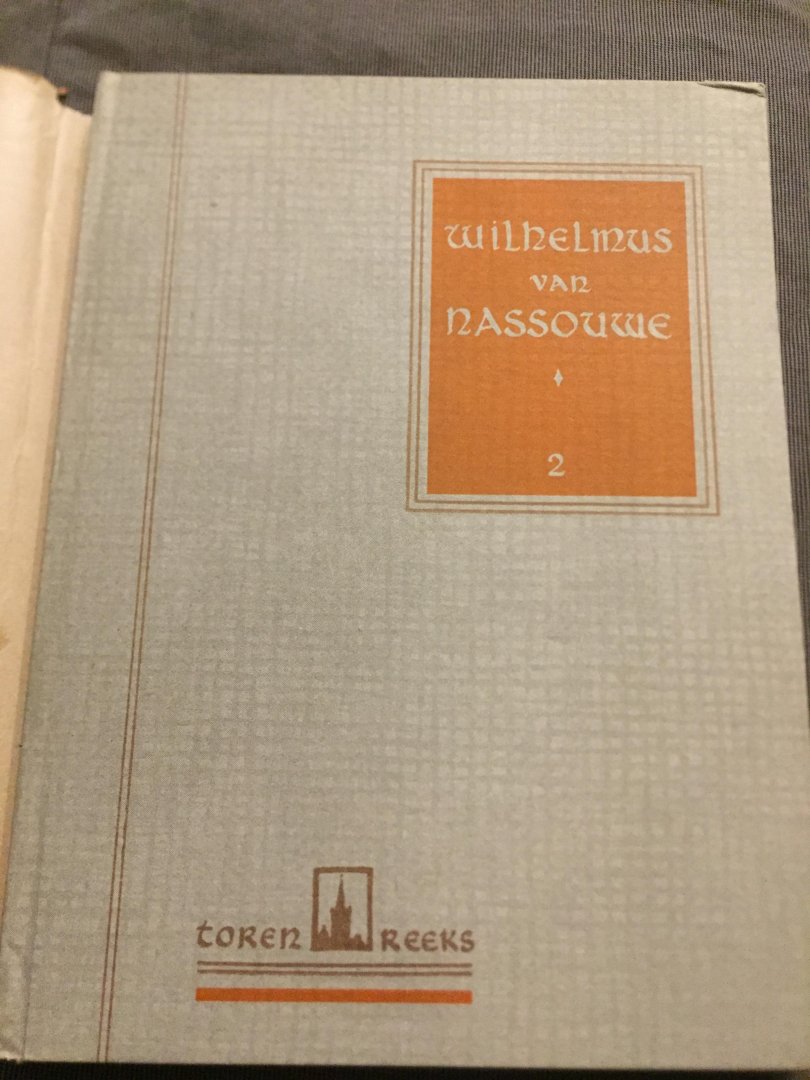 Wilhelmus
van
Nassouwe
2
Toren Reeks